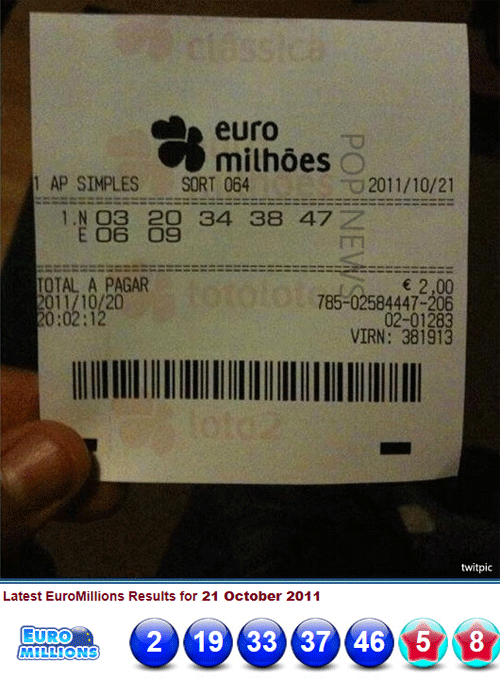 clássica
euro
milhões
1 AP SIMPLES SORT 064 2011/10/21
1.N 03 20 34 38 47
E 06 09
POP NEWS
TOTAL A PAGAR € 2,00
2011/10/20 785-02584447-206
20:02:12 02-01283
VIRN: 381913
totoloto
loto2
twitpic
Latest EuroMillions Results for 21 October 2011
EURO MILLIONS 2 19 33 37 46 5 8